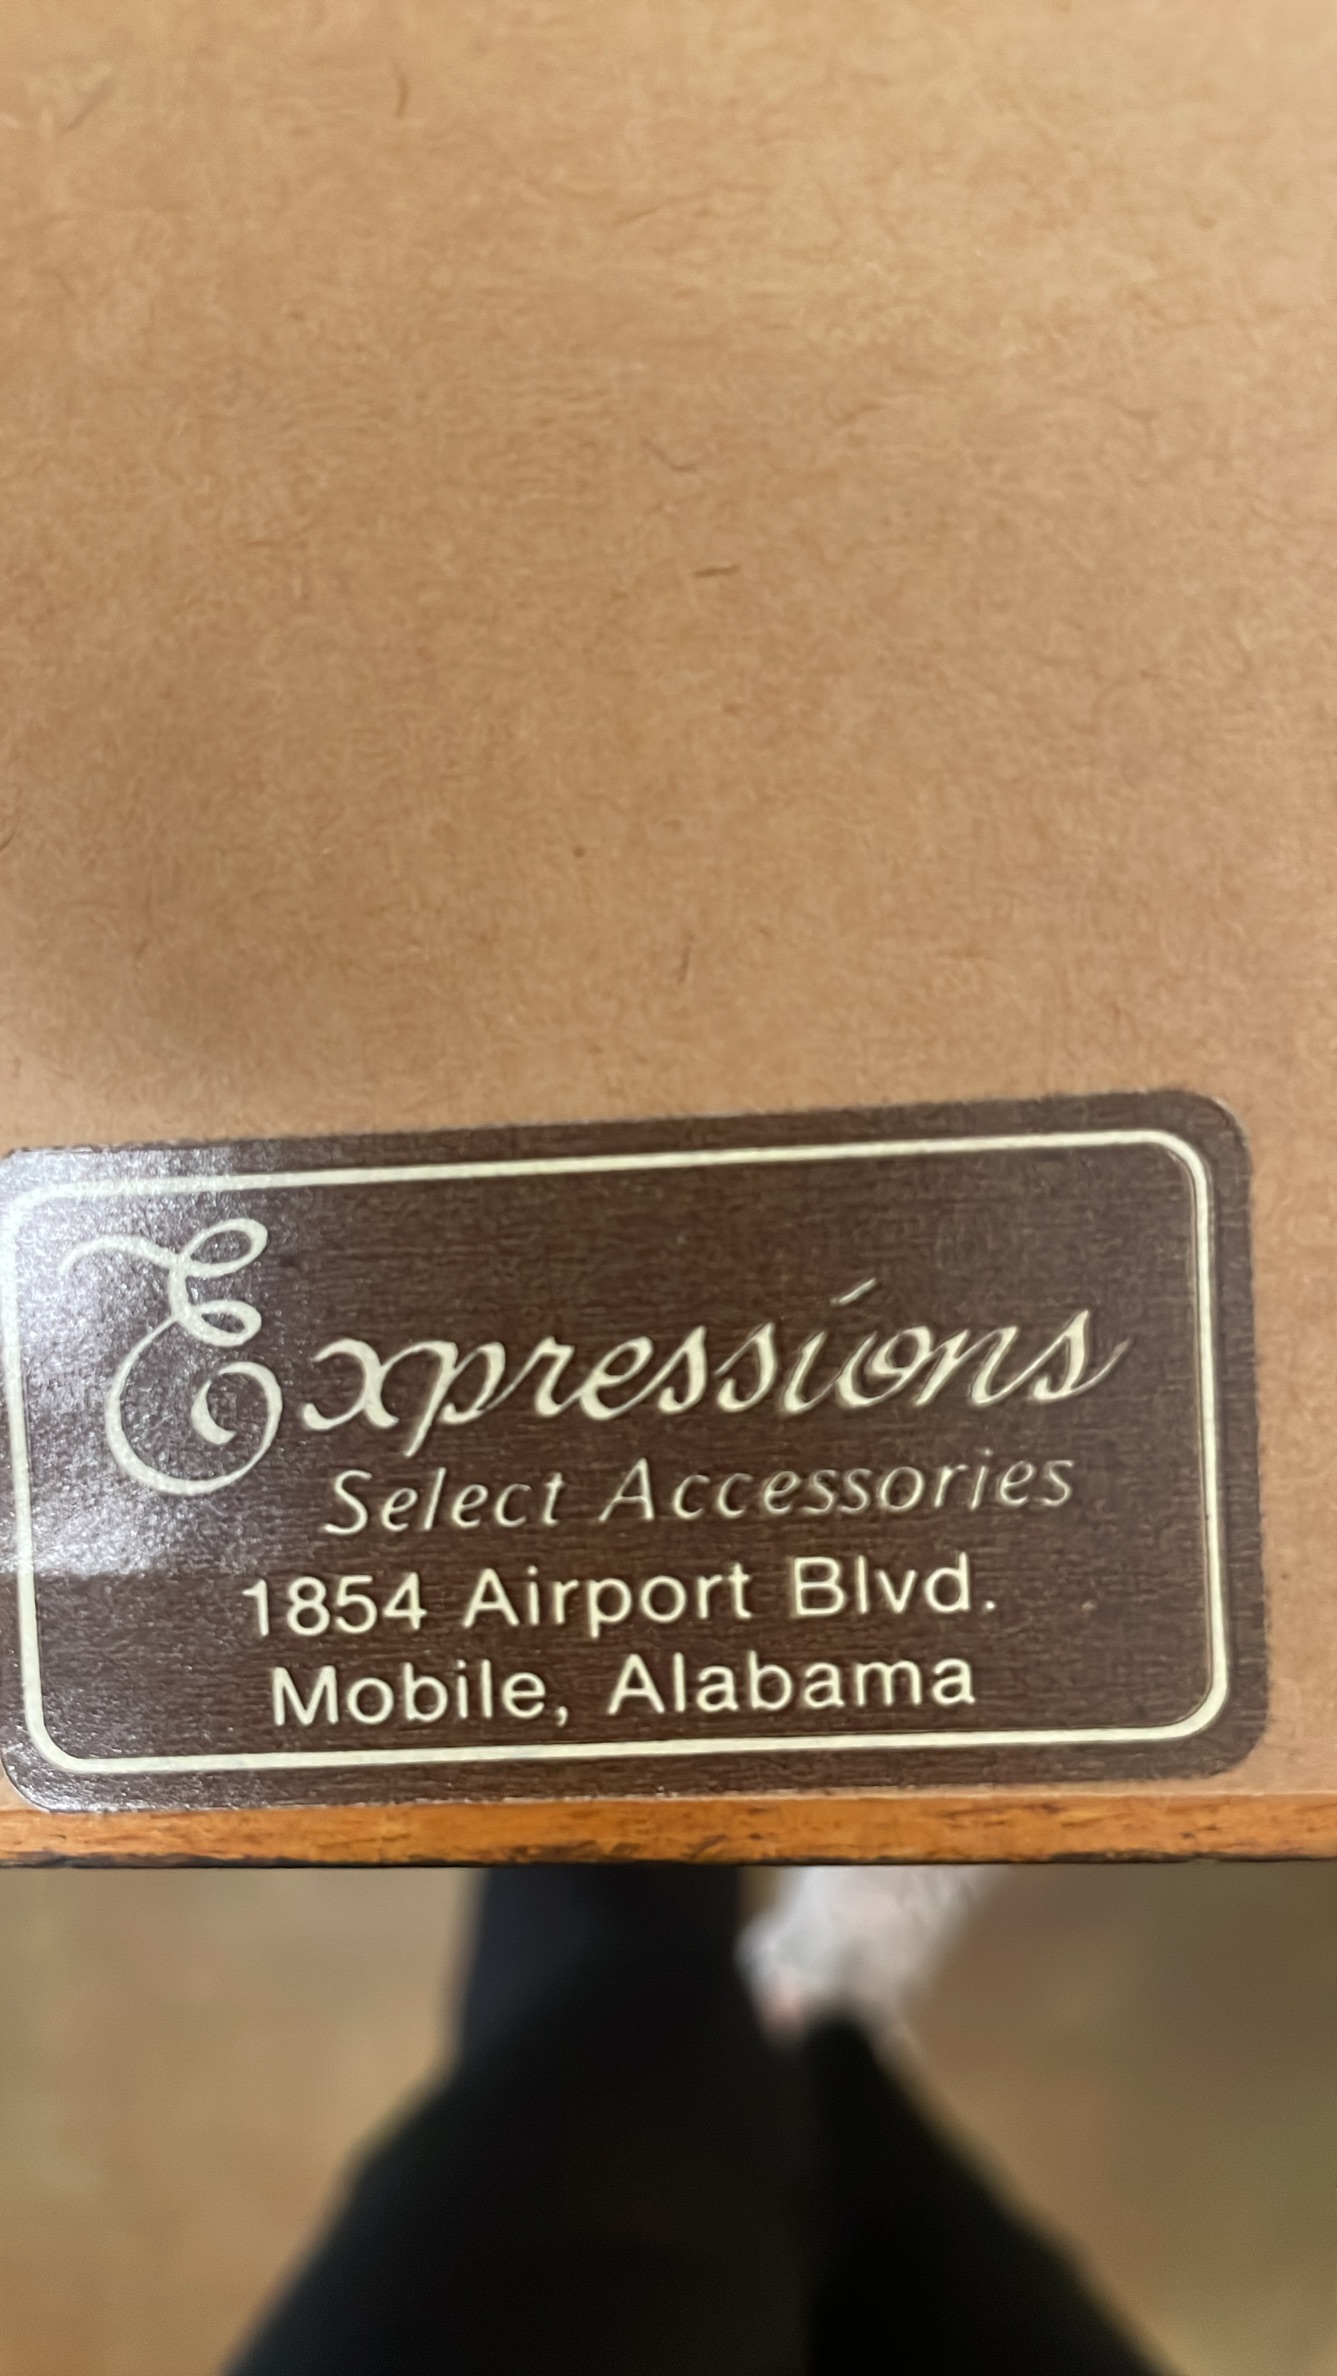 Expressions
Select Accessories
1854 Airport Blvd.
Mobile, Alabama